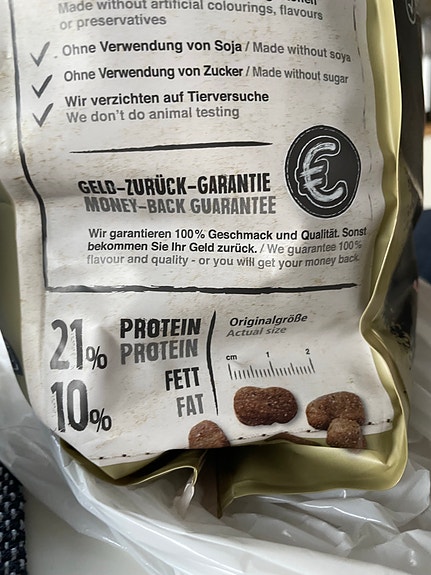 Made without artificial colourings, flavours
or preservatives
Ohne Verwendung von Soja / Made without soya
Ohne Verwendung von Zucker / Made without sugar
Wir verzichten auf Tierversuche
We don't do animal testing
€
GELD-ZURÜCK-GARANTIE
MONEY-BACK GUARANTEE
Wir garantieren 100% Geschmack und Qualität. Sonst
bekommen Sie Ihr Geld zurück. / We guarantee 100%
flavour and quality - or you will get your money back.
21% PROTEIN
PROTEIN
10% FETT
FAT
Originalgröße
Actual size
cm 1 2